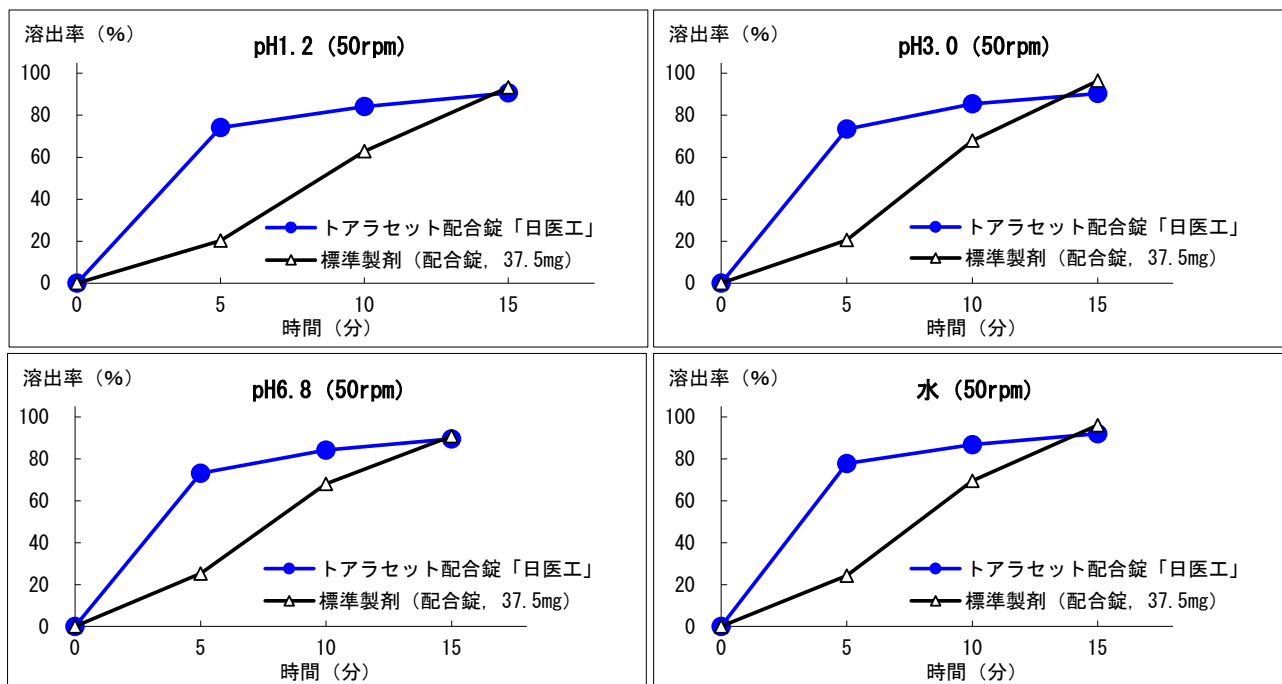 溶出率（%）
pH1.2 (50rpm)
100
80
60
40
20
0
トアラセット配合錠「日医工」
標準製剤（配合錠, 37.5mg）
0 5 10 15
時間（分）
溶出率（%）
pH3.0 (50rpm)
100
80
60
40
20
0
トアラセット配合錠「日医工」
標準製剤（配合錠, 37.5mg）
0 5 10 15
時間（分）
溶出率（%）
pH6.8 (50rpm)
100
80
60
40
20
0
トアラセット配合錠「日医工」
標準製剤（配合錠, 37.5mg）
0 5 10 15
時間（分）
溶出率（%）
水 (50rpm)
100
80
60
40
20
0
トアラセット配合錠「日医工」
標準製剤（配合錠, 37.5mg）
0 5 10 15
時間（分）